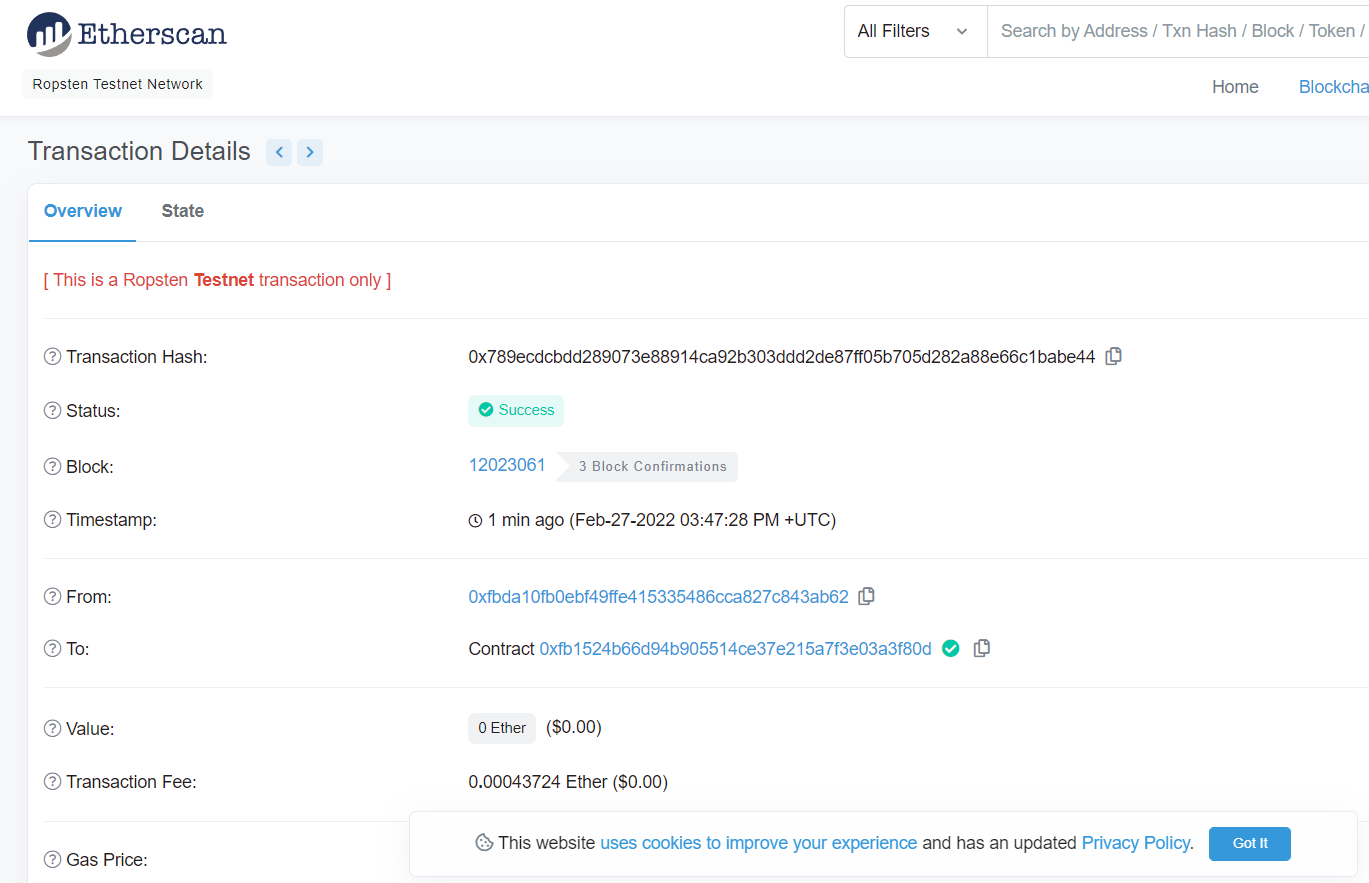 Etherscan
All Filters
Search by Address / Txn Hash / Block / Token /
Ropsten Testnet Network
Home
Blockcha
Transaction Details
Overview
State
[ This is a Ropsten Testnet transaction only ]
Transaction Hash:
0x789ecdcbdd289073e88914ca92b303ddd2de87ff05b705d282a88e66c1babe44
Status:
Success
Block:
12023061
3 Block Confirmations
Timestamp:
1 min ago (Feb-27-2022 03:47:28 PM +UTC)
From:
0xfbda10fb0ebf49ffe415335486cca827c843ab62
To:
Contract 0xfb1524b66d94b905514ce37e215a7f3e03a3f80d
Value:
0 Ether ($0.00)
Transaction Fee:
0.00043724 Ether ($0.00)
This website uses cookies to improve your experience and has an updated Privacy Policy.
Got It
Gas Price: